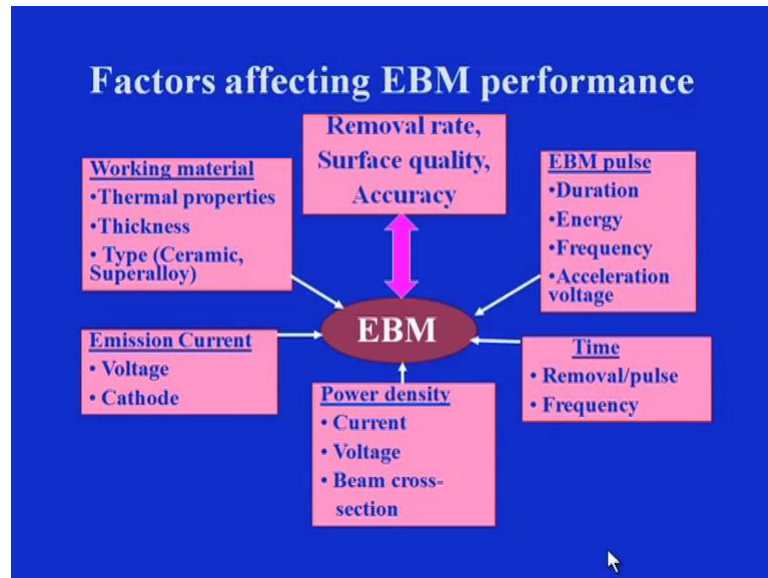 Factors affecting EBM performance
Removal rate,
Surface quality,
Accuracy
Working material
•Thermal properties
•Thickness
• Type (Ceramic,
Superalloy)
EBM pulse
•Duration
•Energy
•Frequency
•Acceleration
voltage
EBM
Emission Current
• Voltage
• Cathode
Time
• Removal/pulse
• Frequency
Power density
• Current
• Voltage
• Beam cross-
section